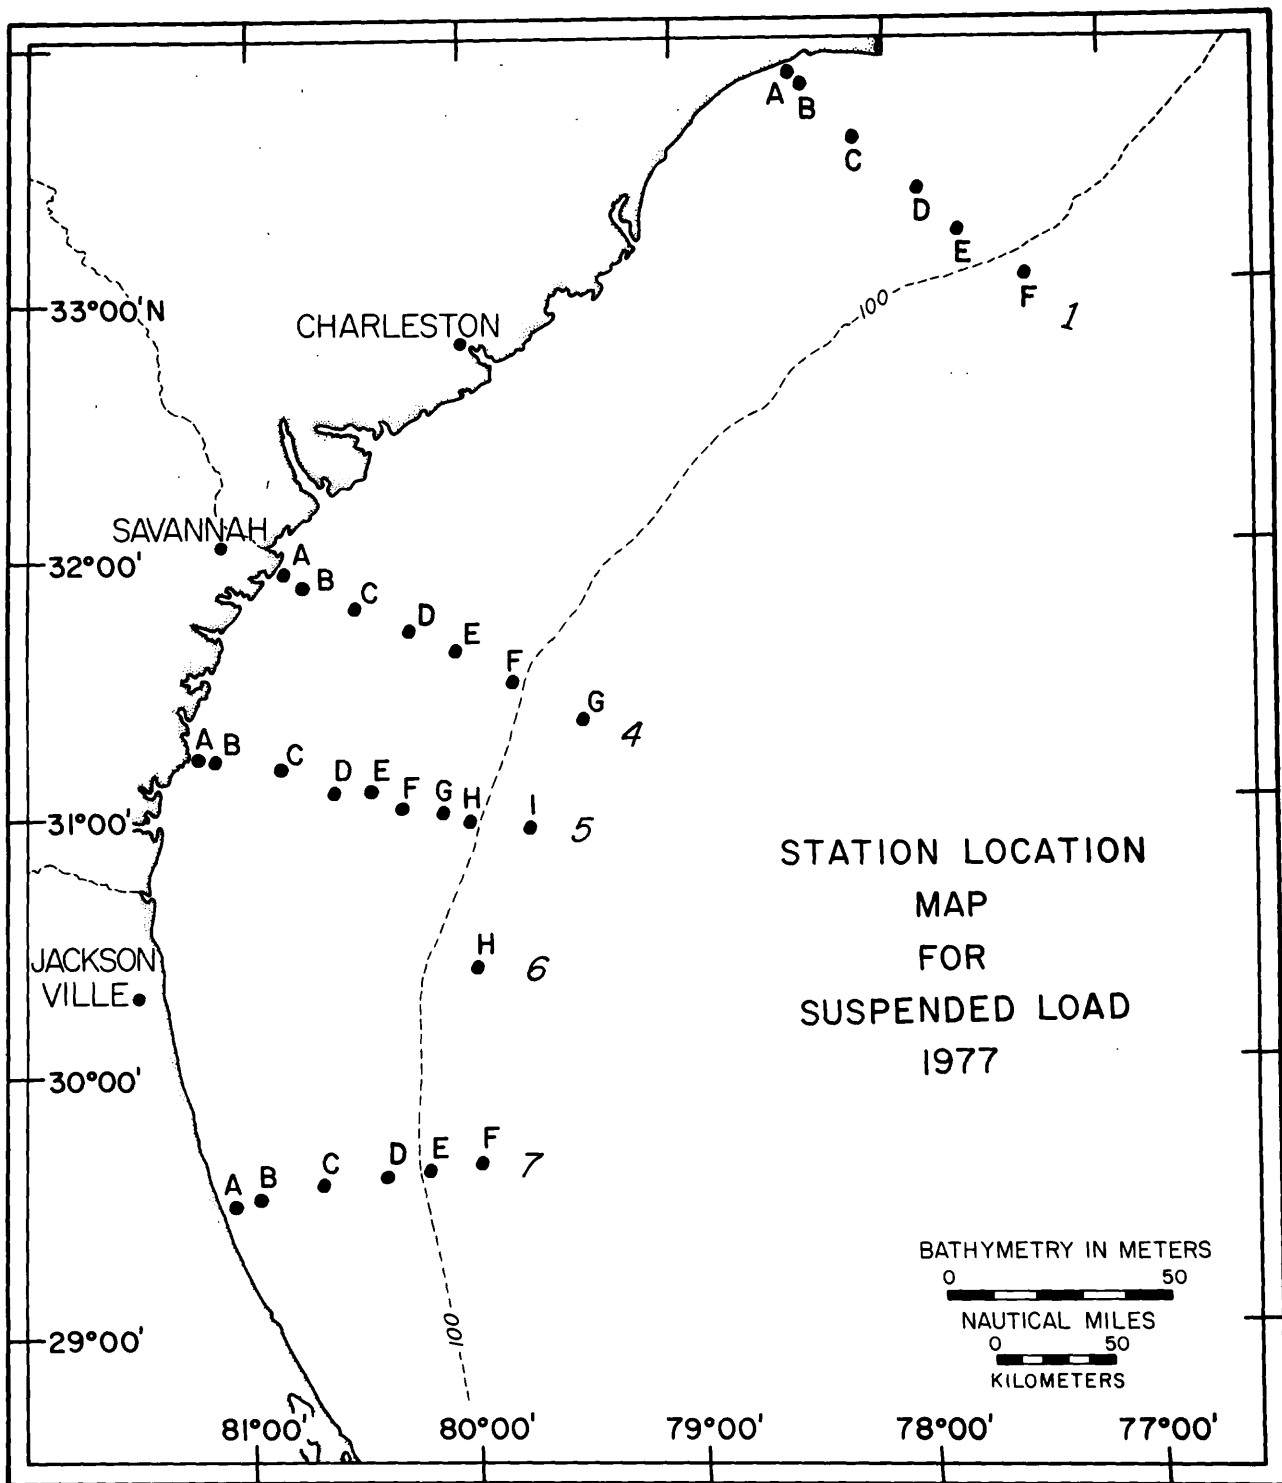 A
B
C
D
E
F
1
100
33°00'N
CHARLESTON
SAVANNAH
32°00'
A
B
C
D
E
F
G
4
A
B
C
D
E
F
G
H
I
5
31°00'
STATION LOCATION
MAP
FOR
SUSPENDED LOAD
1977
H
6
JACKSON
VILLE
30°00'
A
B
C
D
E
F
7
BATHYMETRY IN METERS
0 50
NAUTICAL MILES
0 50
KILOMETERS
29°00'
100
81°00' 80°00' 79°00' 78°00' 77°00'